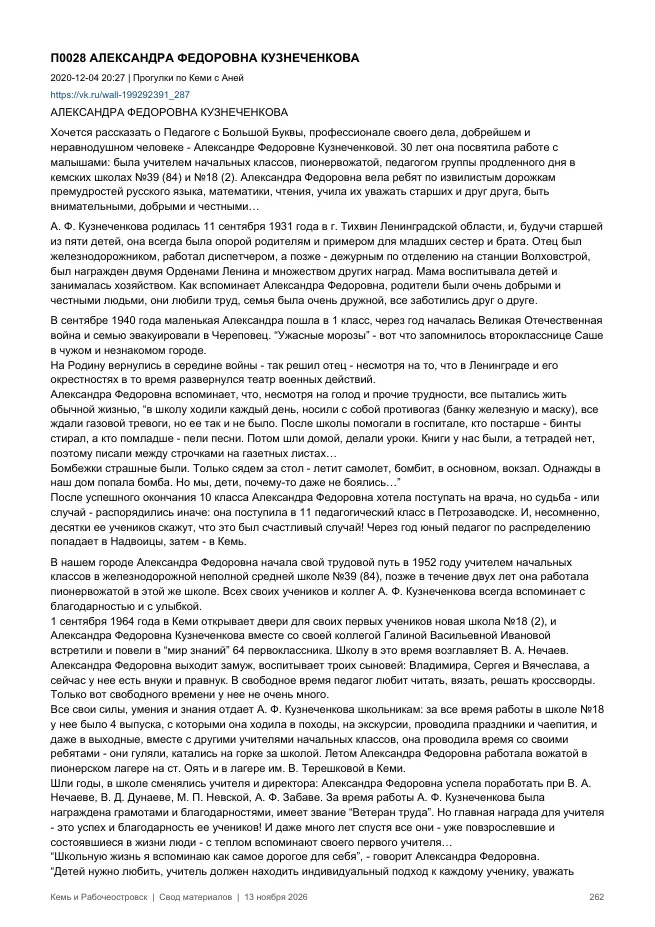 П0028 АЛЕКСАНДРА ФЕДОРОВНА КУЗНЕЧЕНКОВА
2020-12-04 20:27 | Прогулки по Кеми с Аней
https://vk.ru/wall-199292391_287
АЛЕКСАНДРА ФЕДОРОВНА КУЗНЕЧЕНКОВА
Хочется рассказать о Педагоге с Большой Буквы, профессионале своего дела, добрейшем и
неравнодушном человеке - Александре Федоровне Кузнеченковой. 30 лет она посвятила работе с
малышами: была учителем начальных классов, пионервожатой, педагогом группы продленного дня в
кемских школах №39 (84) и №18 (2). Александра Федоровна вела ребят по извилистым дорожкам
премудростей русского языка, математики, чтения, учила их уважать старших и друг друга, быть
внимательными, добрыми и честными…
А. Ф. Кузнеченкова родилась 11 сентября 1931 года в г. Тихвин Ленинградской области, и, будучи старшей
из пяти детей, она всегда была опорой родителям и примером для младших сестер и брата. Отец был
железнодорожником, работал диспетчером, а позже - дежурным по отделению на станции Волховстрой,
был награжден двумя Орденами Ленина и множеством других наград. Мама воспитывала детей и
занималась хозяйством. Как вспоминает Александра Федоровна, родители были очень добрыми и
честными людьми, они любили труд, семья была очень дружной, все заботились друг о друге.
В сентябре 1940 года маленькая Александра пошла в 1 класс, через год началась Великая Отечественная
война и семью эвакуировали в Череповец. “Ужасные морозы” - вот что запомнилось второкласснице Саше
в чужом и незнакомом городе.
На Родину вернулись в середине войны - так решил отец - несмотря на то, что в Ленинграде и его
окрестностях в то время развернулся театр военных действий.
Александра Федоровна вспоминает, что, несмотря на голод и прочие трудности, все пытались жить
обычной жизнью, “в школу ходили каждый день, носили с собой противогаз (банку железную и маску), все
ждали газовой тревоги, но ее так и не было. После школы помогали в госпитале, кто постарше - бинты
стирал, а кто помладше - пели песни. Потом шли домой, делали уроки. Книги у нас были, а тетрадей нет,
поэтому писали между строчками на газетных листах…
Бомбежки страшные были. Только сядем за стол - летит самолет, бомбит, в основном, вокзал. Однажды в
наш дом попала бомба. Но мы, дети, почему-то даже не боялись…”
После успешного окончания 10 класса Александра Федоровна хотела поступать на врача, но судьба - или
случай - распорядились иначе: она поступила в 11 педагогический класс в Петрозаводске. И, несомненно,
десятки ее учеников скажут, что это был счастливый случай! Через год юный педагог по распределению
попадает в Надвоицы, затем - в Кемь.
В нашем городе Александра Федоровна начала свой трудовой путь в 1952 году учителем начальных
классов в железнодорожной неполной средней школе №39 (84), позже в течение двух лет она работала
пионервожатой в этой же школе. Всех своих учеников и коллег А. Ф. Кузнеченкова всегда вспоминает с
благодарностью и с улыбкой.
1 сентября 1964 года в Кеми открывает двери для своих первых учеников новая школа №18 (2), и
Александра Федоровна Кузнеченкова вместе со своей коллегой Галиной Васильевной Ивановой
встретили и повели в “мир знаний” 64 первоклассника. Школу в это время возглавляет В. А. Нечаев.
Александра Федоровна выходит замуж, воспитывает троих сыновей: Владимира, Сергея и Вячеслава, а
сейчас у нее есть внуки и правнук. В свободное время педагог любит читать, вязать, решать кроссворды.
Только вот свободного времени у нее не очень много.
Все свои силы, умения и знания отдает А. Ф. Кузнеченкова школьникам: за все время работы в школе №18
у нее было 4 выпуска, с которыми она ходила в походы, на экскурсии, проводила праздники и чаепития, и
даже в выходные, вместе с другими учителями начальных классов, она проводила время со своими
ребятами - они гуляли, катались на горке за школой. Летом Александра Федоровна работала вожатой в
пионерском лагере на ст. Оять и в лагере им. В. Терешковой в Кеми.
Шли годы, в школе сменялись учителя и директора: Александра Федоровна успела поработать при В. А.
Нечаеве, В. Д. Дунаеве, М. П. Невской, А. Ф. Забаве. За время работы А. Ф. Кузнеченкова была
награждена грамотами и благодарностями, имеет звание “Ветеран труда”. Но главная награда для учителя
- это успех и благодарность ее учеников! И даже много лет спустя все они - уже повзрослевшие и
состоявшиеся в жизни люди - с теплом вспоминают своего первого учителя…
“Школьную жизнь я вспоминаю как самое дорогое для себя”, - говорит Александра Федоровна.
“Детей нужно любить, учитель должен находить индивидуальный подход к каждому ученику, уважать
Кемь и Рабочеостровск | Свод материалов | 13 ноября 2026
262